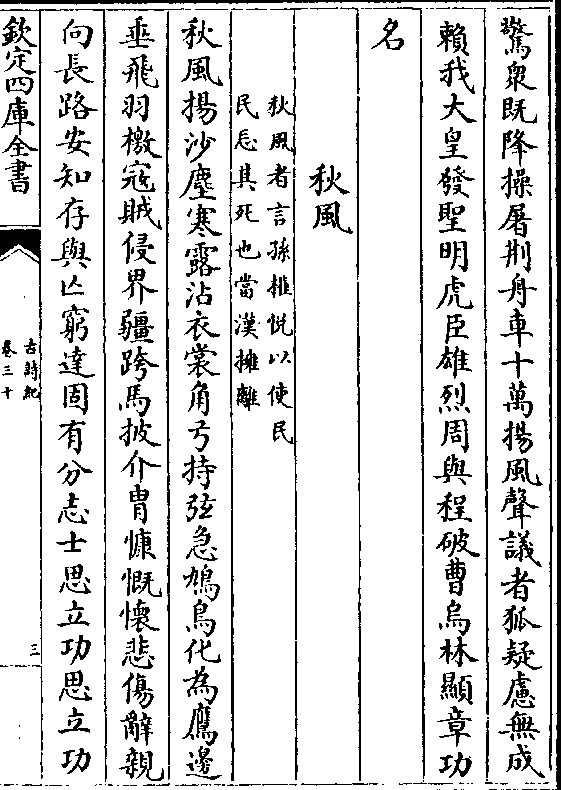 驚衆既降操屠荆舟車十萬揚風聲議者狐疑慮無成
賴我大皇發聖明虎臣雄烈周與程破曹烏林顯章功
名
秋風
秋風者言孫權恱以使民
民忘其死也當漢擁離
秋風揚沙塵寒露沾衣裳角弓持弦急鳩鳥化為鷹邊
垂飛羽檄寇賊侵界疆跨馬披介胄慷慨懷悲傷辭親
向長路安知存與亡窮達固有分志士思立功思立功
欽定四庫全書
古詩紀
卷三十
三